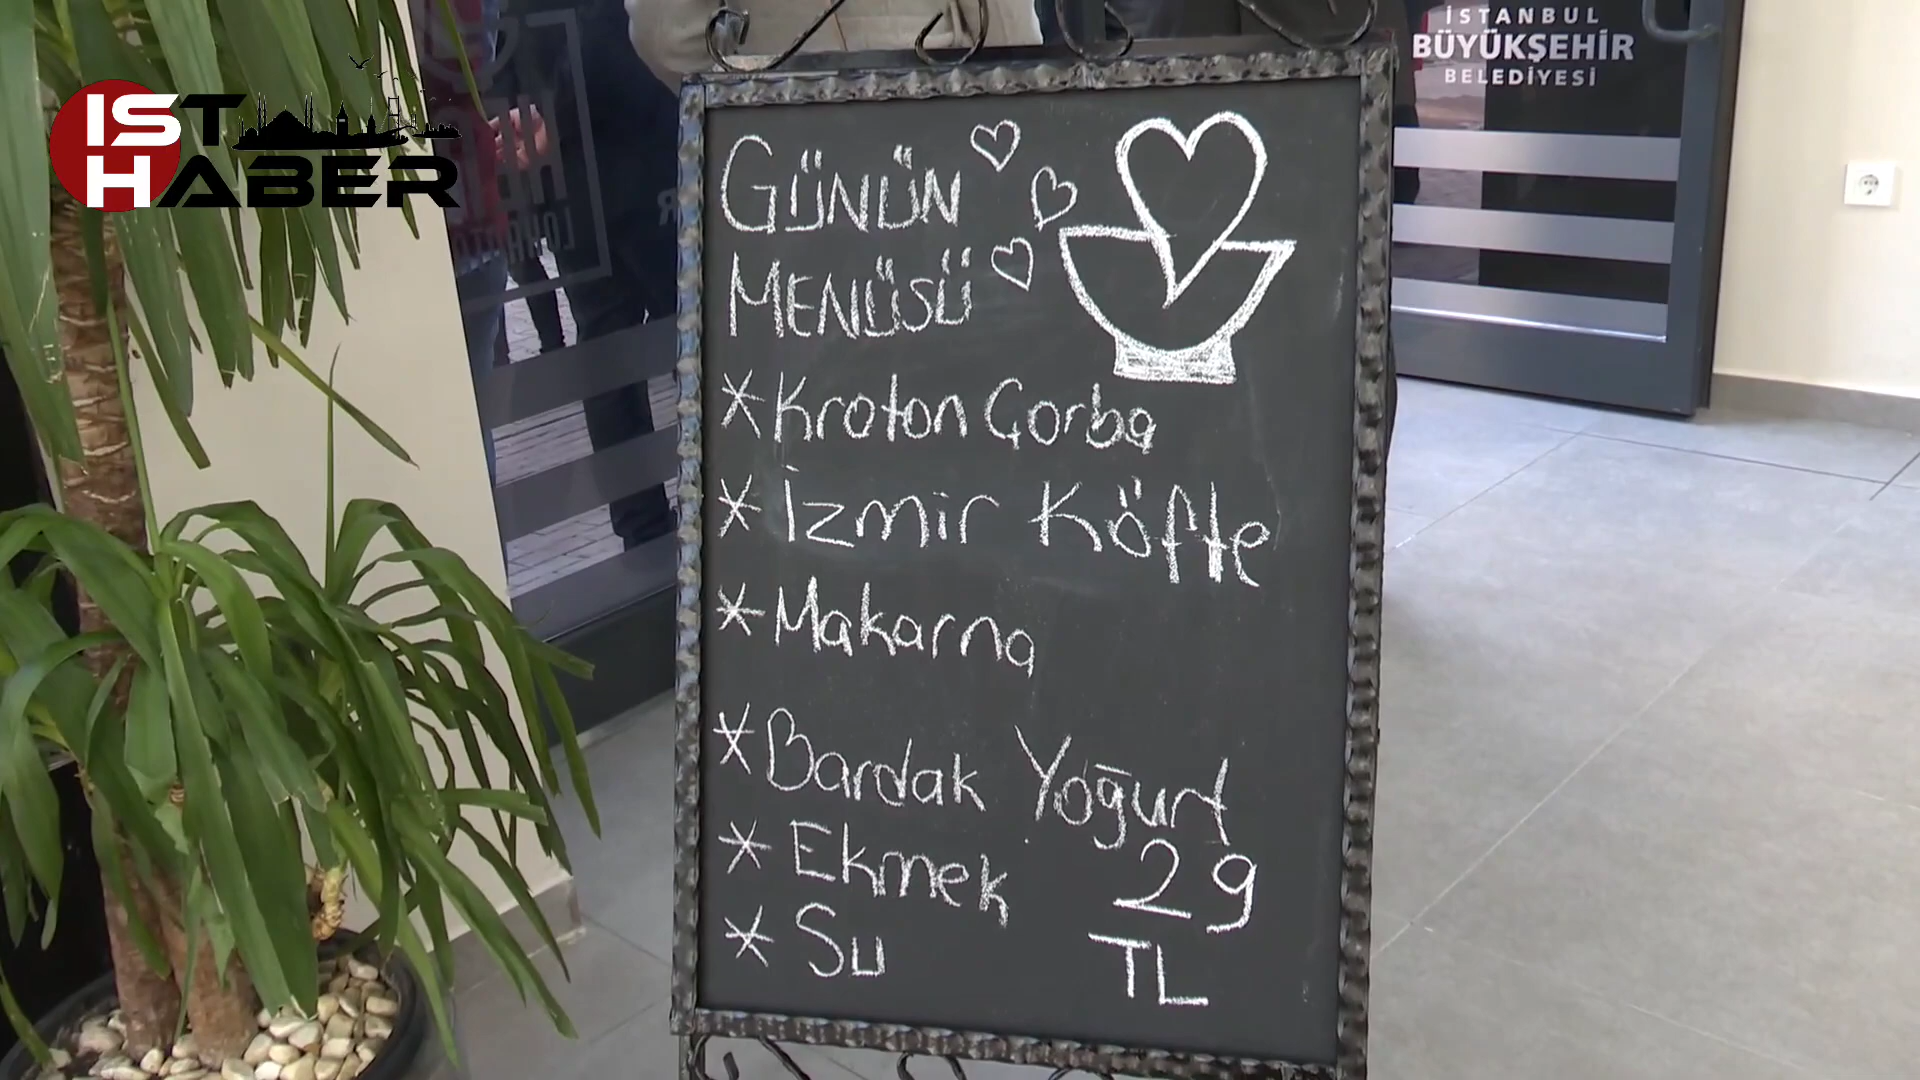 IST
HABER
İSTANBUL
BÜYÜKŞEHİR
BELEDİYESİ
GÜNÜN
MENÜSÜ
*Kroton Çorba
*İzmir Köfte
*Makarna
*Bardak Yoğurt
*Ekmek 29
*Su TL